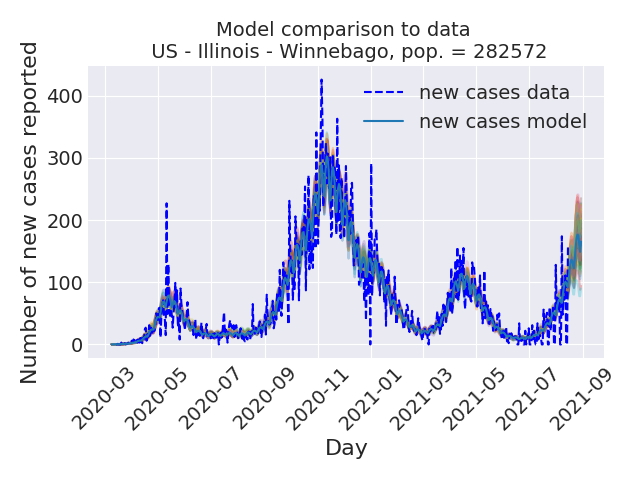 Model comparison to data
US - Illinois - Winnebago, pop. = 282572
Number of new cases reported
400
300
200
100
0
new cases data
new cases model
2020-03
2020-05
2020-07
2020-09
2020-11
2021-01
2021-03
2021-05
2021-07
2021-09
Day